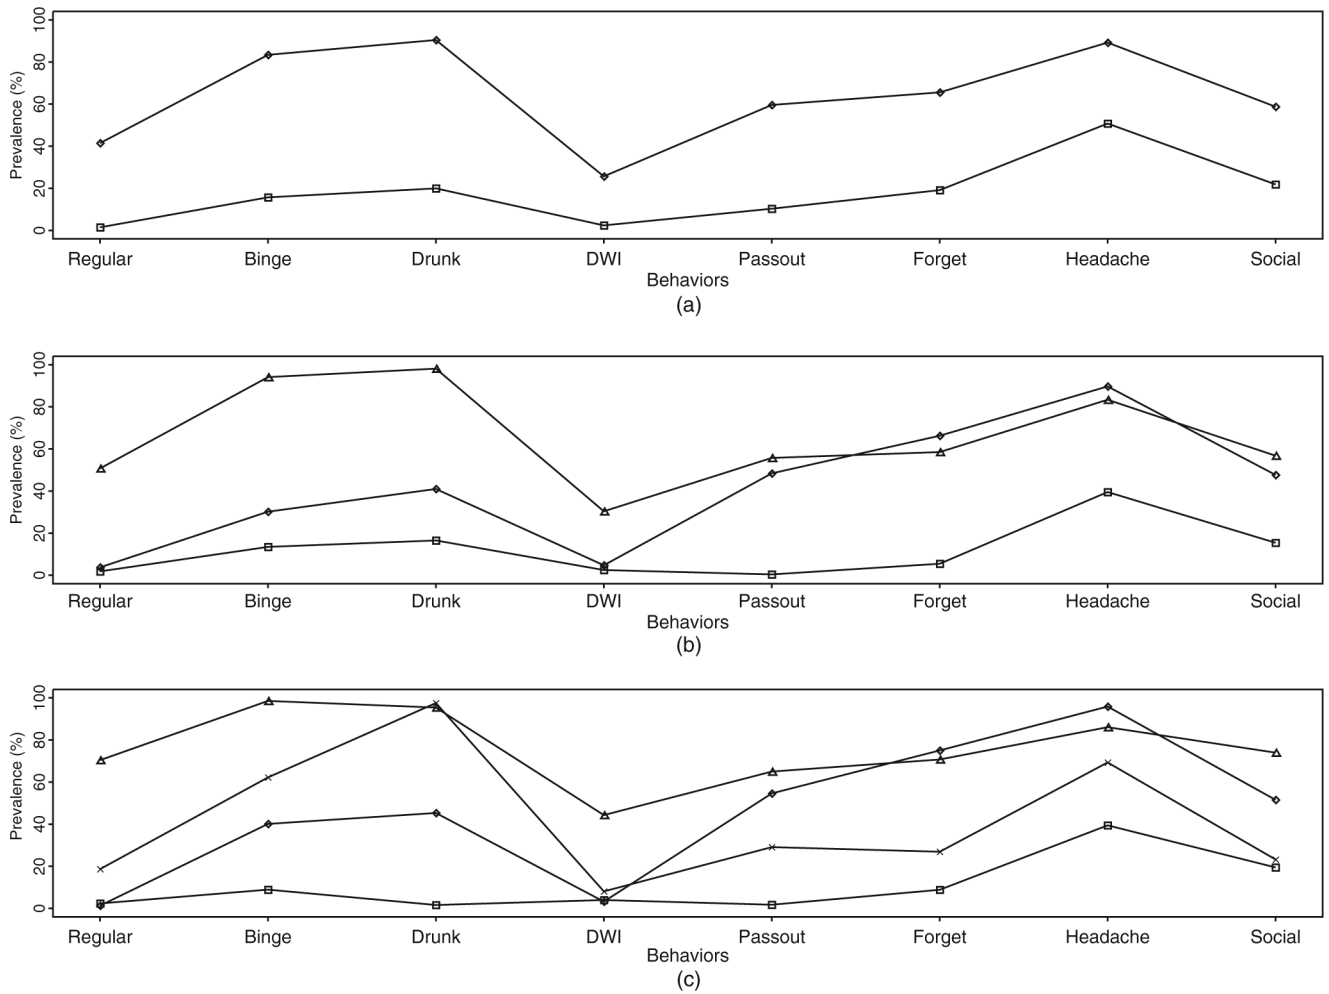 100
80
60
40
20
0
Prevalence (%)
Regular Binge Drunk DWI Passout Forget Headache Social
Behaviors
(a)
100
80
60
40
20
0
Prevalence (%)
Regular Binge Drunk DWI Passout Forget Headache Social
Behaviors
(b)
100
80
60
40
20
0
Prevalence (%)
Regular Binge Drunk DWI Passout Forget Headache Social
Behaviors
(c)